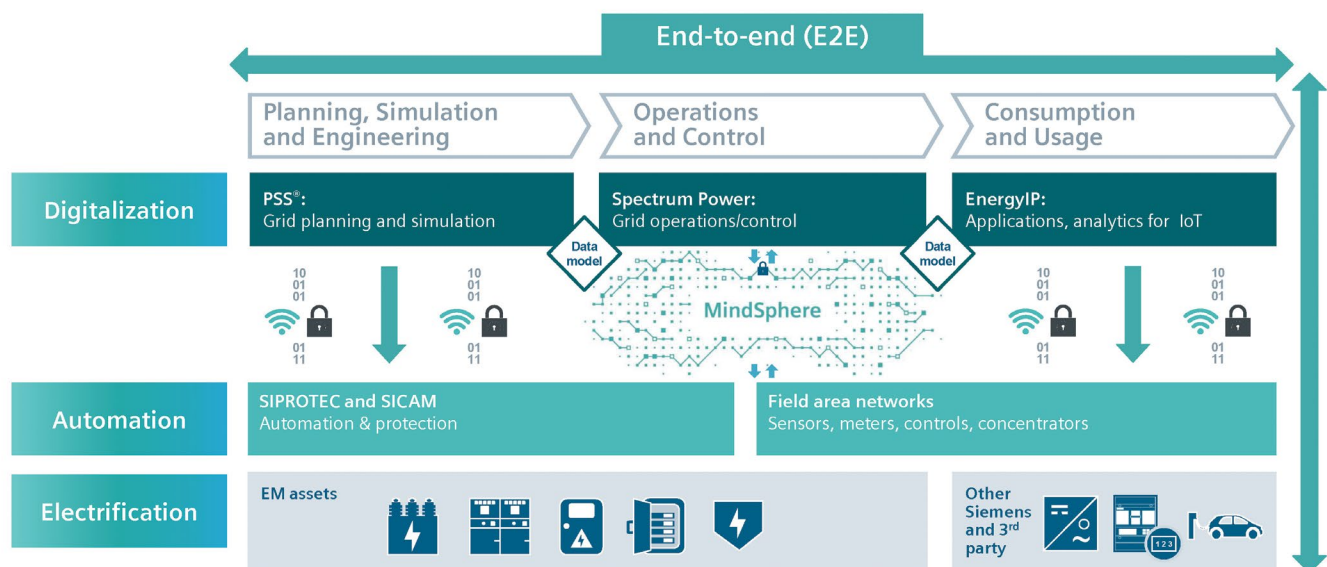 End-to-end (E2E)
Planning, Simulation
and Engineering
Operations
and Control
Consumption
and Usage
Digitalization
PSS®:
Grid planning and simulation
Spectrum Power:
Grid operations/control
EnergyIP:
Applications, analytics for IoT
Data
model
Data
model
10
01
01
01
11
10
01
01
01
11
MindSphere
10
01
01
01
11
10
01
01
01
11
Automation
SIPROTEC and SICAM
Automation & protection
Field area networks
Sensors, meters, controls, concentrators
Electrification
EM assets
Other
Siemens
and 3rd
party
1 2 3